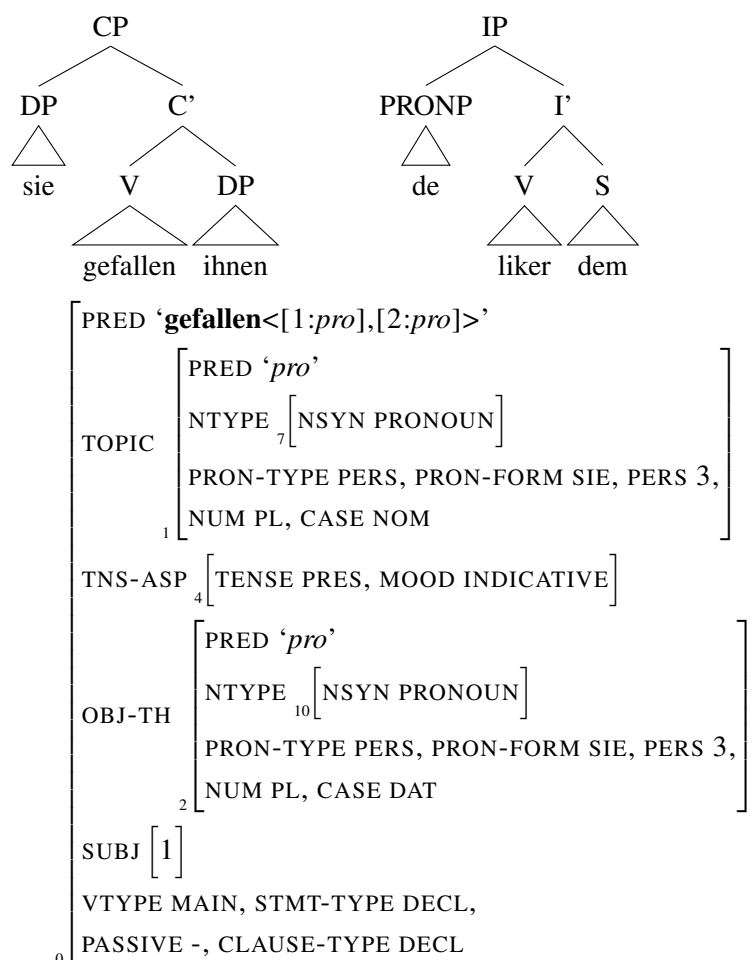 CP IP
DP C’ PRONP I’
sie V DP de V S
gefallen ihnen liker dem
PRED ‘gefallen<[1:pro],[2:pro]>’
PRED ‘pro’
NTYPE 7[NSYN PRONOUN]
TOPIC
PRON-TYPE PERS, PRON-FORM SIE, PERS 3,
1 NUM PL, CASE NOM
TNS-ASP 4[TENSE PRES, MOOD INDICATIVE]
PRED ‘pro’
NTYPE 10[NSYN PRONOUN]
OBJ-TH
PRON-TYPE PERS, PRON-FORM SIE, PERS 3,
2 NUM PL, CASE DAT
SUBJ [1]
VTYPE MAIN, STMT-TYPE DECL,
0 PASSIVE -, CLAUSE-TYPE DECL